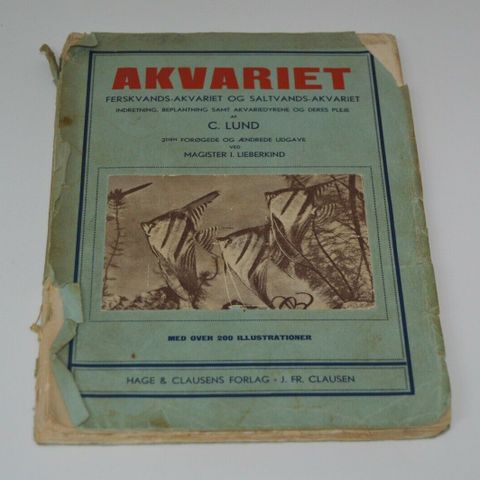 AKVARIET
FERSKVANDS-AKVARIET OG SALTVANDS-AKVARIET
INDRETNING, BEPLANTNING SAMT AKVARIEDYRENE OG DERES PLEJE
AF
C. LUND
3DIE FORØGEDE OG ÆNDREDE UDGAVE
VED
MAGISTER I. LIEBERKIND
MED OVER 200 ILLUSTRATIONER
HAGE & CLAUSENS FORLAG - J. FR. CLAUSEN